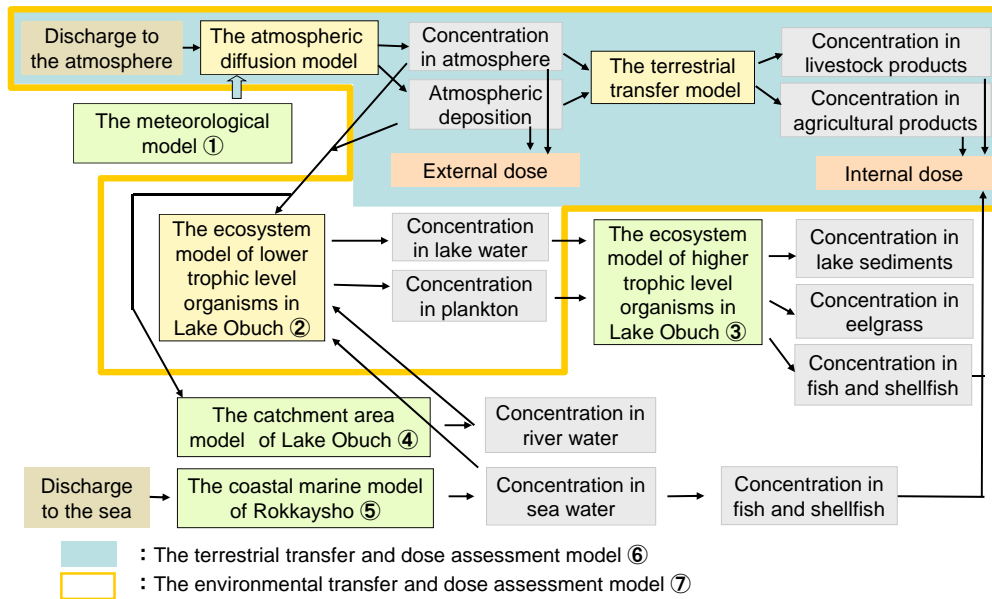 Discharge to
the atmosphere
The atmospheric
diffusion model
Concentration
in atmosphere
Atmospheric
deposition
The terrestrial
transfer model
Concentration in
livestock products
Concentration in
agricultural products
The meteorological
model ①
External dose
Internal dose
The ecosystem
model of lower
trophic level
organisms in
Lake Obuch ②
Concentration
in lake water
Concentration
in plankton
The ecosystem
model of higher
trophic level
organisms in
Lake Obuch ③
Concentration in
lake sediments
Concentration in
eelgrass
Concentration in
fish and shellfish
The catchment area
model of Lake Obuch ④
Concentration in
river water
Discharge
to the sea
The coastal marine model
of Rokkaysho ⑤
Concentration in
sea water
Concentration in
fish and shellfish
: The terrestrial transfer and dose assessment model ⑥
: The environmental transfer and dose assessment model ⑦